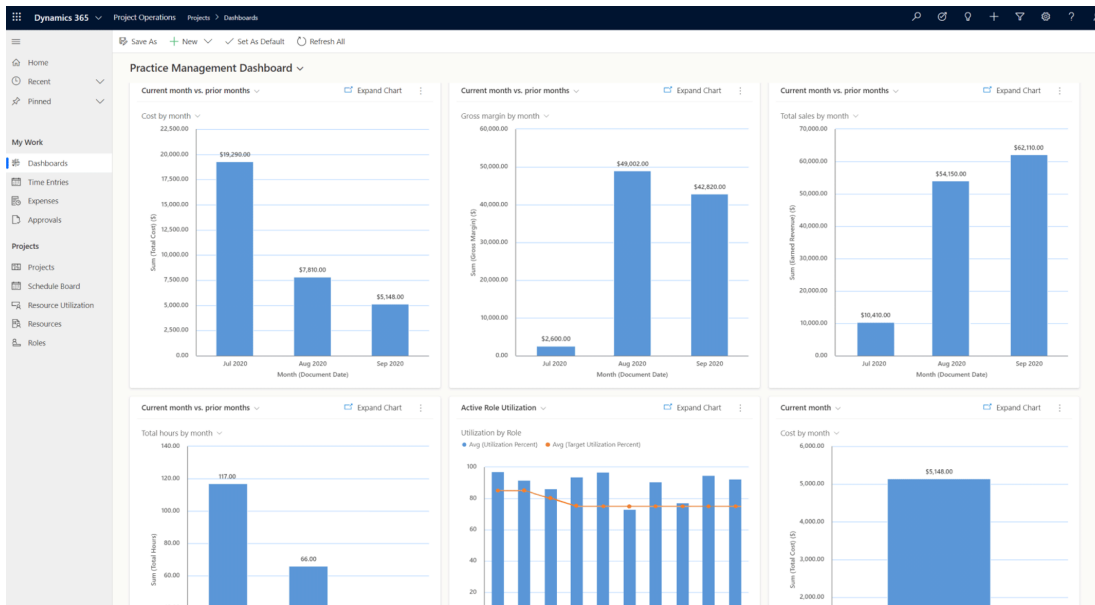 Dynamics 365 Project Operations Projects > Dashboards
Save As New Set As Default Refresh All
Home
Recent
Pinned
My Work
Dashboards
Time Entries
Expenses
Approvals
Projects
Projects
Schedule Board
Resource Utilization
Resources
Roles
Practice Management Dashboard
Current month vs. prior months Expand Chart
Cost by month
22,500.00
20,000.00
17,500.00
15,000.00
12,500.00
10,000.00
7,500.00
5,000.00
2,500.00
0.00
Sum (Total Cost) ($)
$19,290.00
$7,810.00
$5,148.00
Jul 2020 Aug 2020 Sep 2020
Month (Document Date)
Current month vs. prior months Expand Chart
Gross margin by month
60,000.00
50,000.00
40,000.00
30,000.00
20,000.00
10,000.00
0.00
Sum (Gross Margin) ($)
$2,600.00
$49,002.00
$42,820.00
Jul 2020 Aug 2020 Sep 2020
Month (Document Date)
Current month vs. prior months Expand Chart
Total sales by month
70,000.00
60,000.00
50,000.00
40,000.00
30,000.00
20,000.00
10,000.00
0.00
Sum (Earned Revenue) ($)
$10,410.00
$54,150.00
$62,110.00
Jul 2020 Aug 2020 Sep 2020
Month (Document Date)
Current month vs. prior months Expand Chart
Total hours by month
140.00
120.00
100.00
80.00
60.00
Sum (Total Hours)
117.00
66.00
Active Role Utilization Expand Chart
Utilization by Role
Avg (Utilization Percent) Avg (Target Utilization Percent)
100
80
60
40
20
Current month Expand Chart
Cost by month
6,000.00
5,000.00
4,000.00
3,000.00
2,000.00
Sum (Total Cost) ($)
$5,148.00